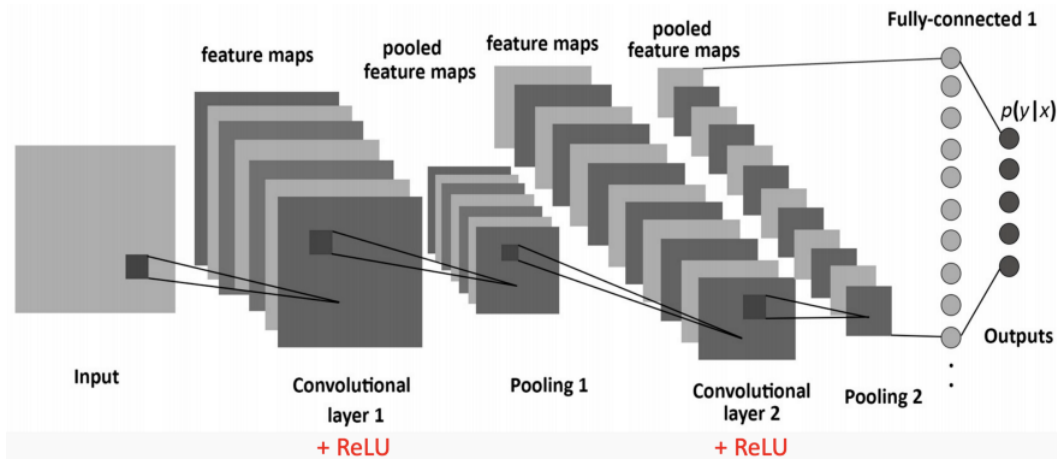 Fully-connected 1
feature maps
pooled
feature maps
feature maps
pooled
feature maps
p(y|x)
Input
Convolutional
layer 1
Pooling 1
Convolutional
layer 2
Pooling 2
Outputs
+ ReLU
+ ReLU